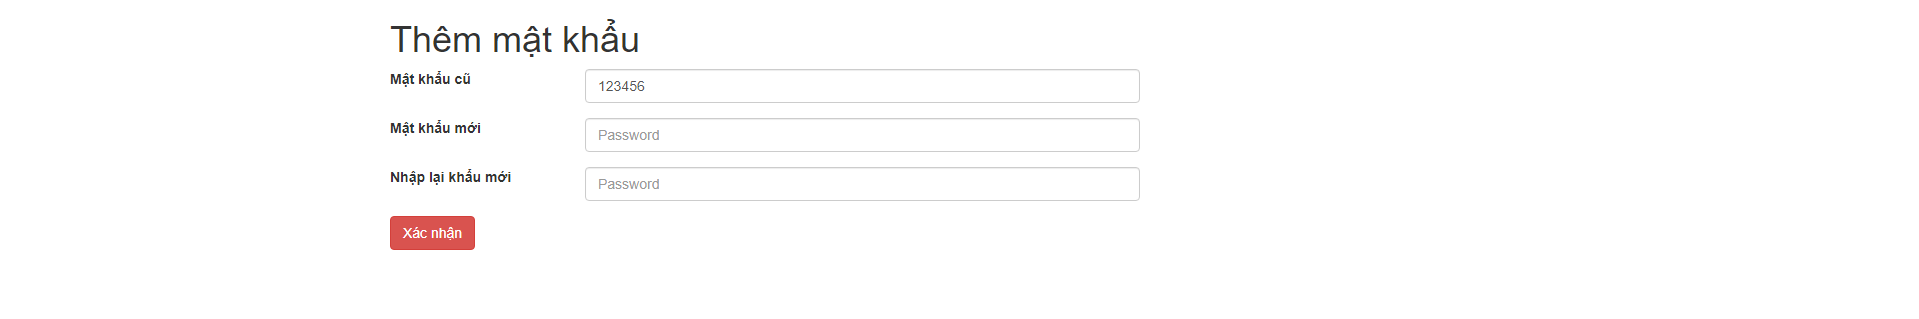 Thêm mật khẩu
Mật khẩu cũ 123456
Mật khẩu mới Password
Nhập lại khẩu mới Password
Xác nhận